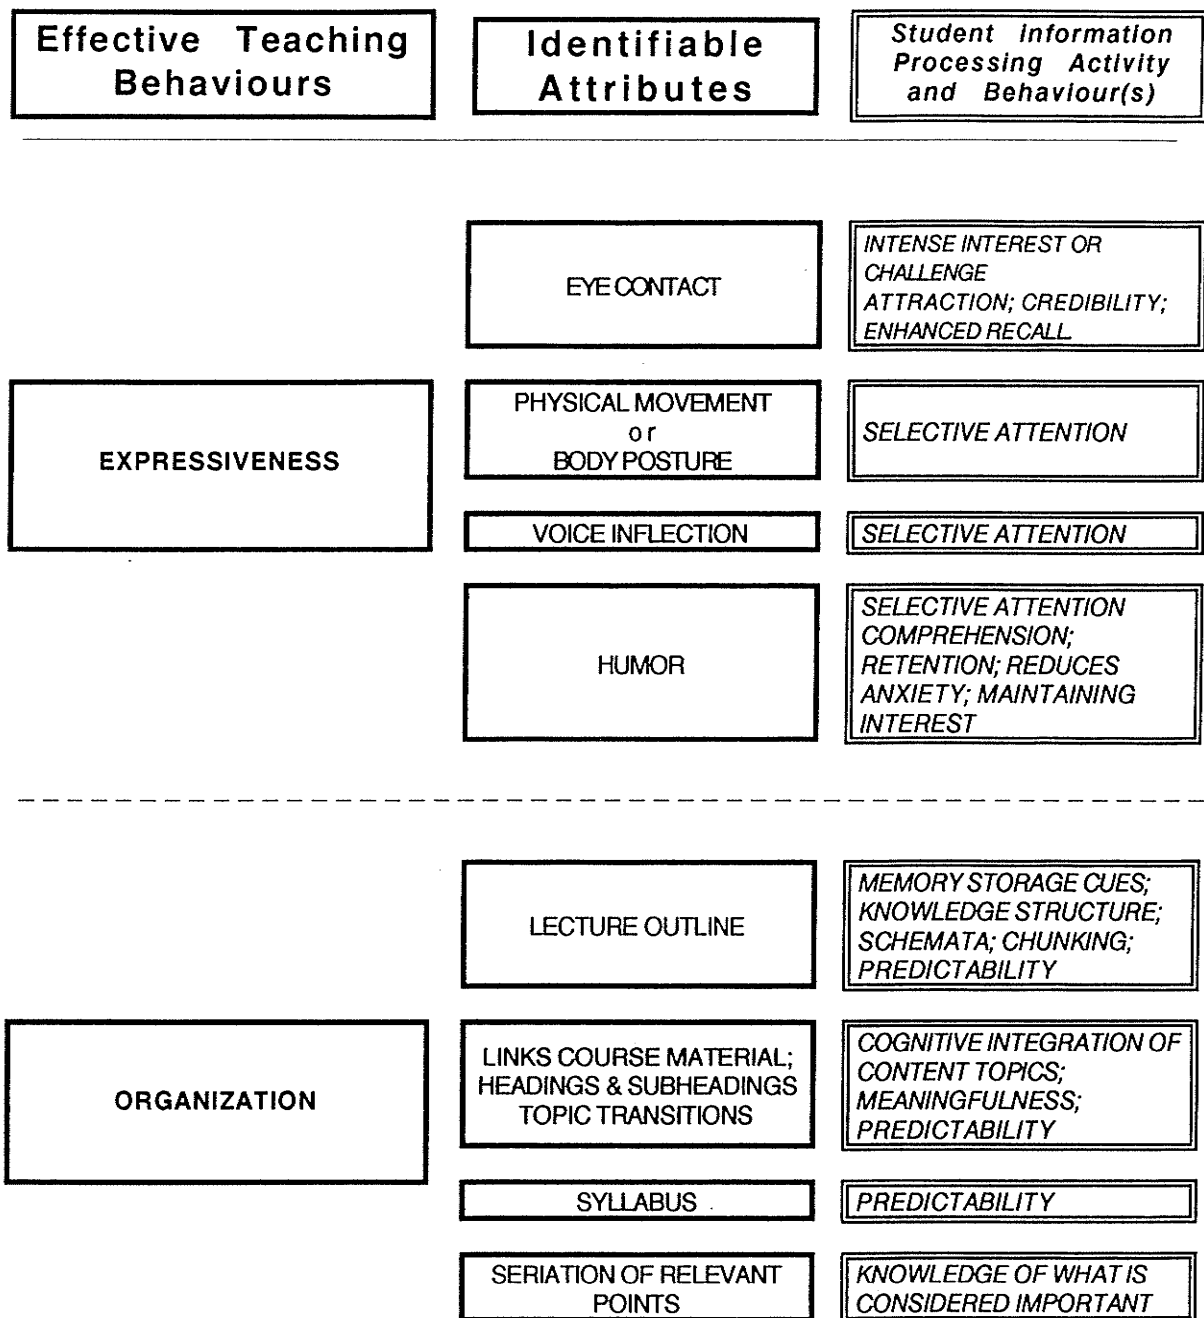 Effective Teaching
Behaviours
Identifiable
Attributes
Student Information
Processing Activity
and Behaviour(s)
EYE CONTACT
INTENSE INTEREST OR
CHALLENGE
ATTRACTION; CREDIBILITY;
ENHANCED RECALL.
EXPRESSIVENESS
PHYSICAL MOVEMENT
or
BODY POSTURE
SELECTIVE ATTENTION
VOICE INFLECTION
SELECTIVE ATTENTION
HUMOR
SELECTIVE ATTENTION
COMPREHENSION;
RETENTION; REDUCES
ANXIETY; MAINTAINING
INTEREST
LECTURE OUTLINE
MEMORY STORAGE CUES;
KNOWLEDGE STRUCTURE;
SCHEMATA; CHUNKING;
PREDICTABILITY
ORGANIZATION
LINKS COURSE MATERIAL;
HEADINGS & SUBHEADINGS
TOPIC TRANSITIONS
COGNITIVE INTEGRATION OF
CONTENT TOPICS;
MEANINGFULNESS;
PREDICTABILITY
SYLLABUS
PREDICTABILITY
SERIATION OF RELEVANT
POINTS
KNOWLEDGE OF WHAT IS
CONSIDERED IMPORTANT